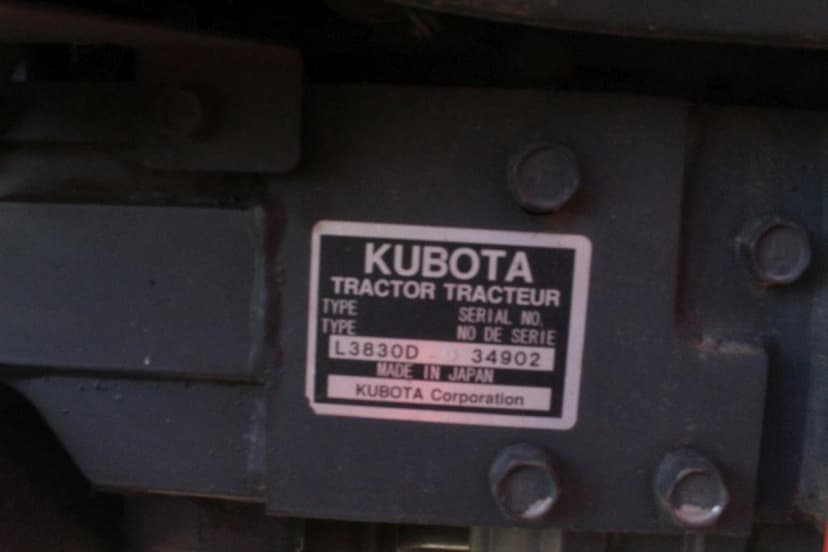 KUBOTA
TRACTOR TRACTEUR
TYPE SERIAL NO.
TYPE NO DE SERIE
L3830D 34902
MADE IN JAPAN
KUBOTA Corporation